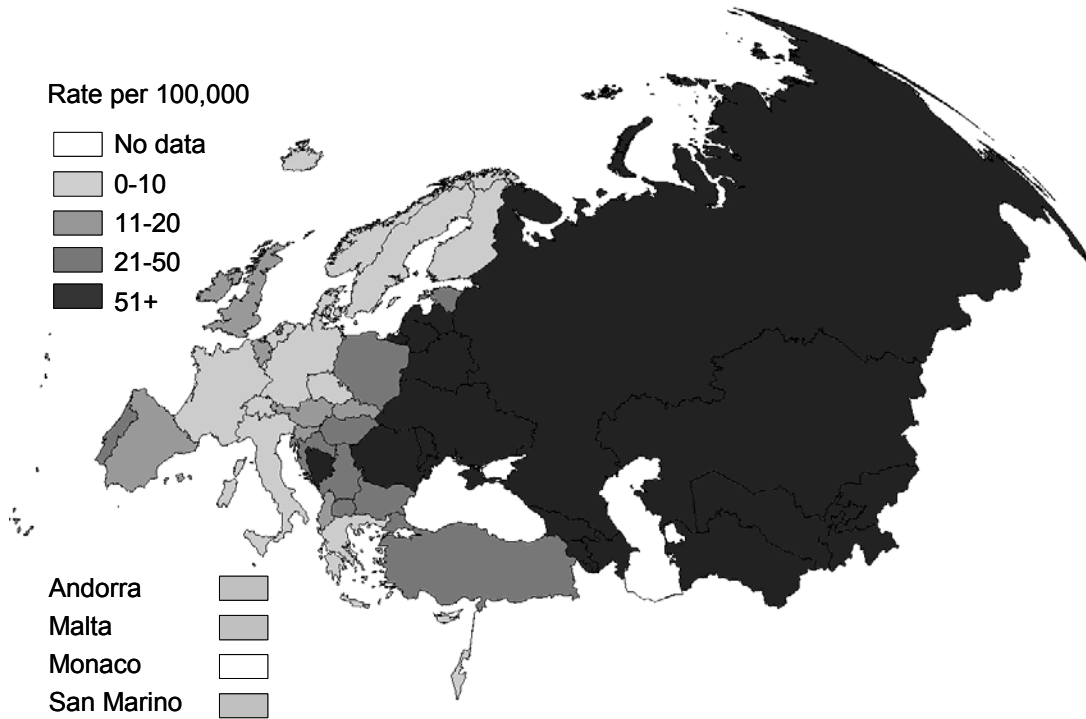 Rate per 100,000
No data
0-10
11-20
21-50
51+
Andorra
Malta
Monaco
San Marino